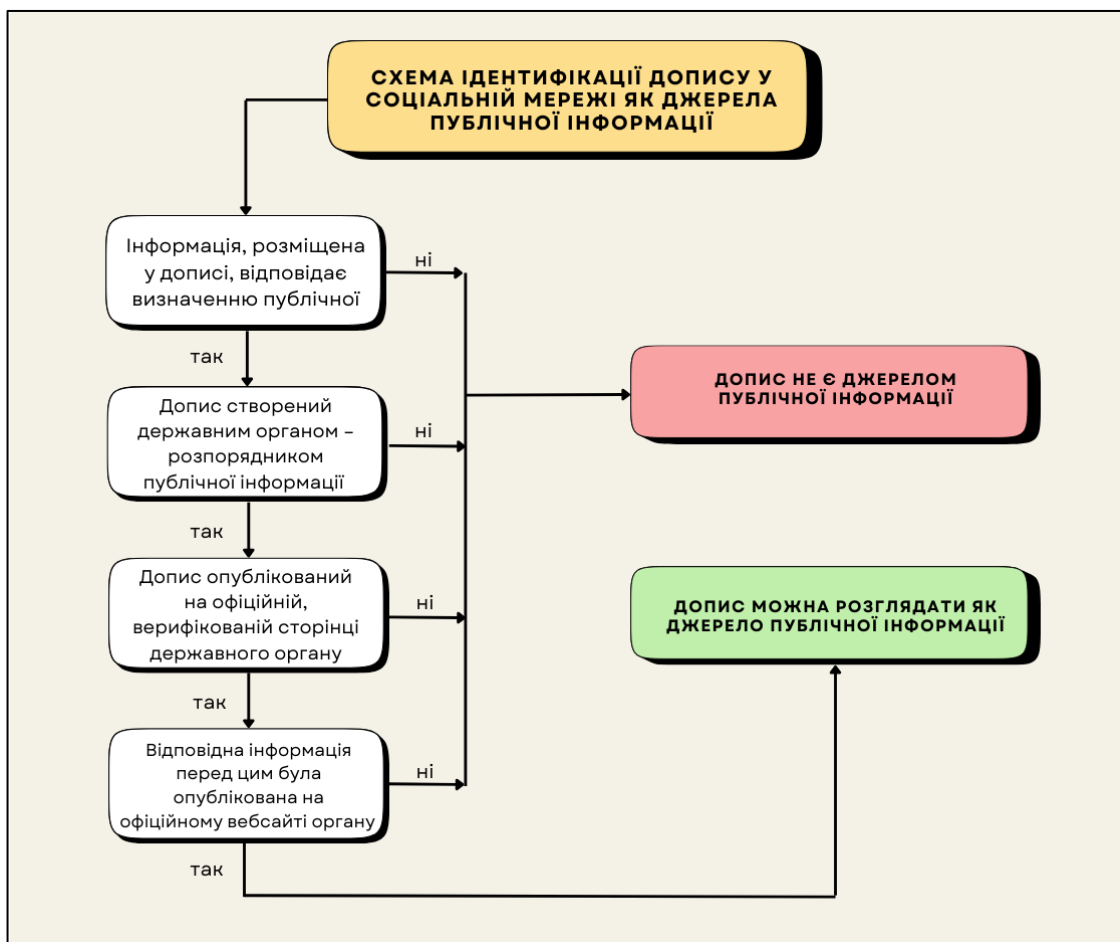 СХЕМА ІДЕНТИФІКАЦІЇ ДОПИСУ У
СОЦІАЛЬНІЙ МЕРЕЖІ ЯК ДЖЕРЕЛА
ПУБЛІЧНОЇ ІНФОРМАЦІЇ
Інформація, розміщена
у дописі, відповідає
визначенню публічної
ні
так
Допис створений
державним органом –
розпорядником
публічної інформації
ні
так
Допис опублікований
на офіційній,
верифікованій сторінці
державного органу
ні
так
Відповідна інформація
перед цим була
опублікована на
офіційному вебсайті органу
ні
так
ДОПИС НЕ Є ДЖЕРЕЛОМ
ПУБЛІЧНОЇ ІНФОРМАЦІЇ
ДОПИС МОЖНА РОЗГЛЯДАТИ ЯК
ДЖЕРЕЛО ПУБЛІЧНОЇ ІНФОРМАЦІЇ